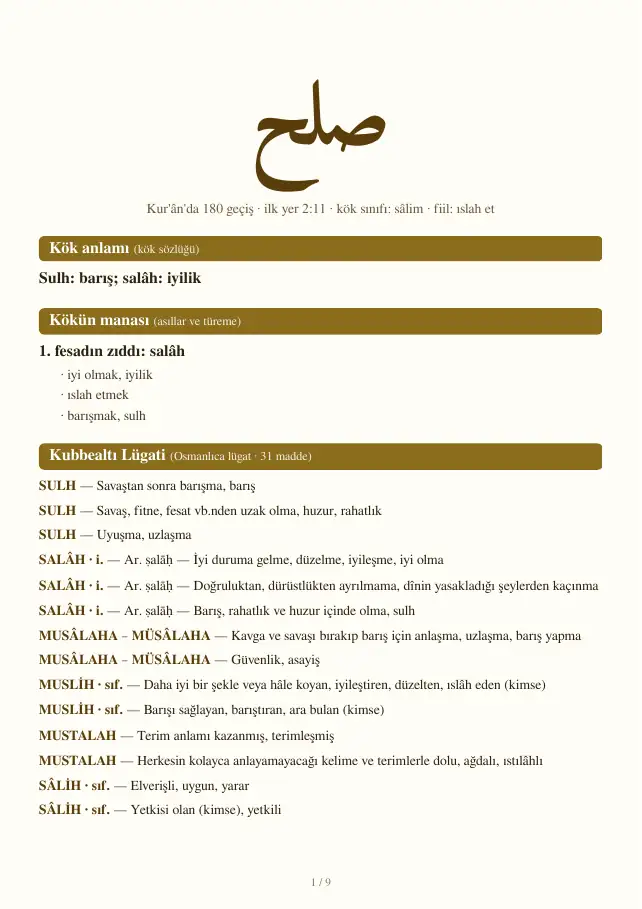 صلح
Kur'ân'da 180 geçiş · ilk yer 2:11 · kök sınıfı: sâlim · fiil: ıslah et
Kök anlamı (kök sözlüğü)
Sulh: barış; salâh: iyilik
Kökün manası (asıllar ve türeme)
1. fesadın zıddı: salâh
· iyi olmak, iyilik
· ıslah etmek
· barışmak, sulh
Kubbealtı Lügati (Osmanlıca lügat · 31 madde)
SULH — Savaştan sonra barışma, barış
SULH — Savaş, fitne, fesat vb.nden uzak olma, huzur, rahatlık
SULH — Uyuşma, uzlaşma
SALÂH · i. — Ar. ṣalāḥ — İyi duruma gelme, düzelme, iyileşme, iyi olma
SALÂH · i. — Ar. ṣalāḥ — Doğruluktan, dürüstlükten ayrılmama, dînin yasakladığı şeylerden kaçınma
SALÂH · i. — Ar. ṣalāḥ — Barış, rahatlık ve huzur içinde olma, sulh
MUSÂLAHA – MÜSÂLAHA — Kavga ve savaşı bırakıp barış için anlaşma, uzlaşma, barış yapma
MUSÂLAHA – MÜSÂLAHA — Güvenlik, asayiş
MUSLİH · sıf. — Daha iyi bir şekle veya hâle koyan, iyileştiren, düzelten, ıslâh eden (kimse)
MUSLİH · sıf. — Barışı sağlayan, barıştıran, ara bulan (kimse)
MUSTALAH — Terim anlamı kazanmış, terimleşmiş
MUSTALAH — Herkesin kolayca anlayamayacağı kelime ve terimlerle dolu, ağdalı, ıstılâhlı
SÂLİH · sıf. — Elverişli, uygun, yarar
SÂLİH · sıf. — Yetkisi olan (kimse), yetkili
1 / 9